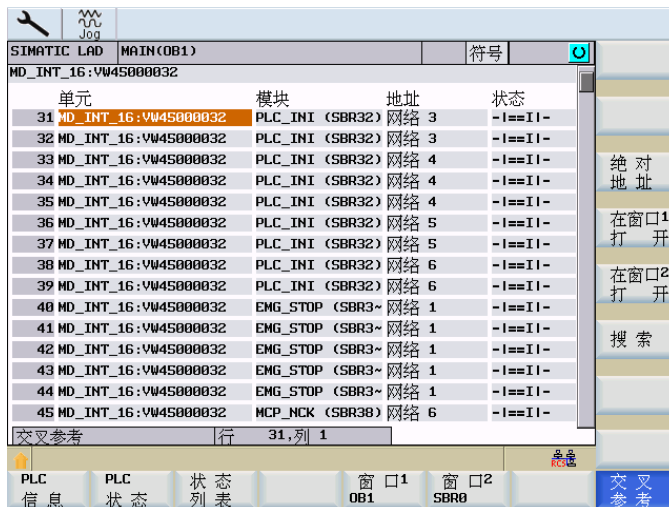 Jog
SIMATIC LAD MAIN(OB1) 符号
MD_INT_16:VW45000032
单元 模块 地址 状态
31 MD_INT_16:VW45000032 PLC_INI (SBR32) 网络 3 -|==I|-
32 MD_INT_16:VW45000032 PLC_INI (SBR32) 网络 3 -|==I|-
33 MD_INT_16:VW45000032 PLC_INI (SBR32) 网络 4 -|==I|-
34 MD_INT_16:VW45000032 PLC_INI (SBR32) 网络 4 -|==I|-
35 MD_INT_16:VW45000032 PLC_INI (SBR32) 网络 4 -|==I|-
36 MD_INT_16:VW45000032 PLC_INI (SBR32) 网络 5 -|==I|-
37 MD_INT_16:VW45000032 PLC_INI (SBR32) 网络 5 -|==I|-
38 MD_INT_16:VW45000032 PLC_INI (SBR32) 网络 6 -|==I|-
39 MD_INT_16:VW45000032 PLC_INI (SBR32) 网络 6 -|==I|-
40 MD_INT_16:VW45000032 EMG_STOP (SBR3~ 网络 1 -|==I|-
41 MD_INT_16:VW45000032 EMG_STOP (SBR3~ 网络 1 -|==I|-
42 MD_INT_16:VW45000032 EMG_STOP (SBR3~ 网络 1 -|==I|-
43 MD_INT_16:VW45000032 EMG_STOP (SBR3~ 网络 1 -|==I|-
44 MD_INT_16:VW45000032 EMG_STOP (SBR3~ 网络 1 -|==I|-
45 MD_INT_16:VW45000032 MCP_NCK (SBR38) 网络 6 -|==I|-
交叉参考 行 31,列 1
RCS
绝 对
地 址
在窗口1
打 开
在窗口2
打 开
搜 索
PLC
信 息
PLC
状 态
状 态
列 表
窗 口1
OB1
窗 口2
SBR0
交 叉
参 考